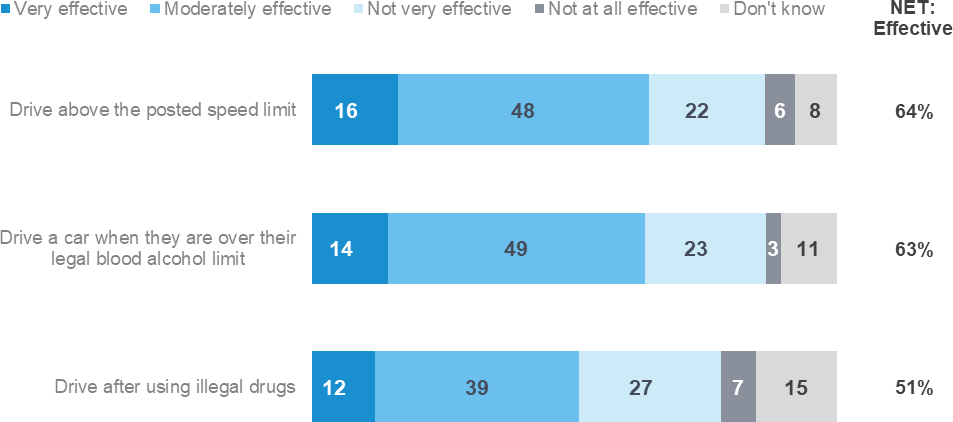 Very effective Moderately effective Not very effective Not at all effective Don't know
NET:
Effective
Drive above the posted speed limit 16 48 22 6 8 64%
Drive a car when they are over their
legal blood alcohol limit
14 49 23 3 11 63%
Drive after using illegal drugs 12 39 27 7 15 51%